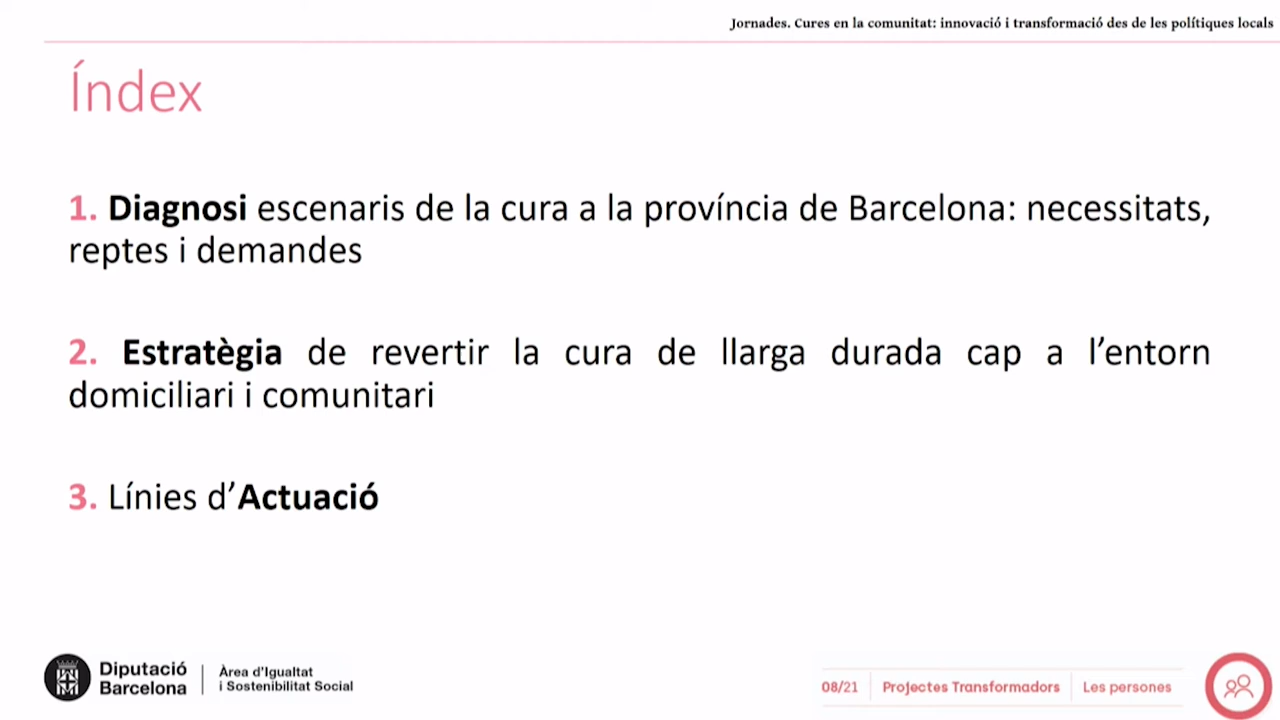 Jornades. Cures en la comunitat: innovació i transformació des de les polítiques locals
Índex
1. Diagnosi escenaris de la cura a la província de Barcelona: necessitats,
reptes i demandes
2. Estratègia de revertir la cura de llarga durada cap a l’entorn
domiciliari i comunitari
3. Línies d’Actuació
Diputació
Barcelona
Àrea d’Igualtat
i Sostenibilitat Social
08/21
Projectes Transformadors
Les persones